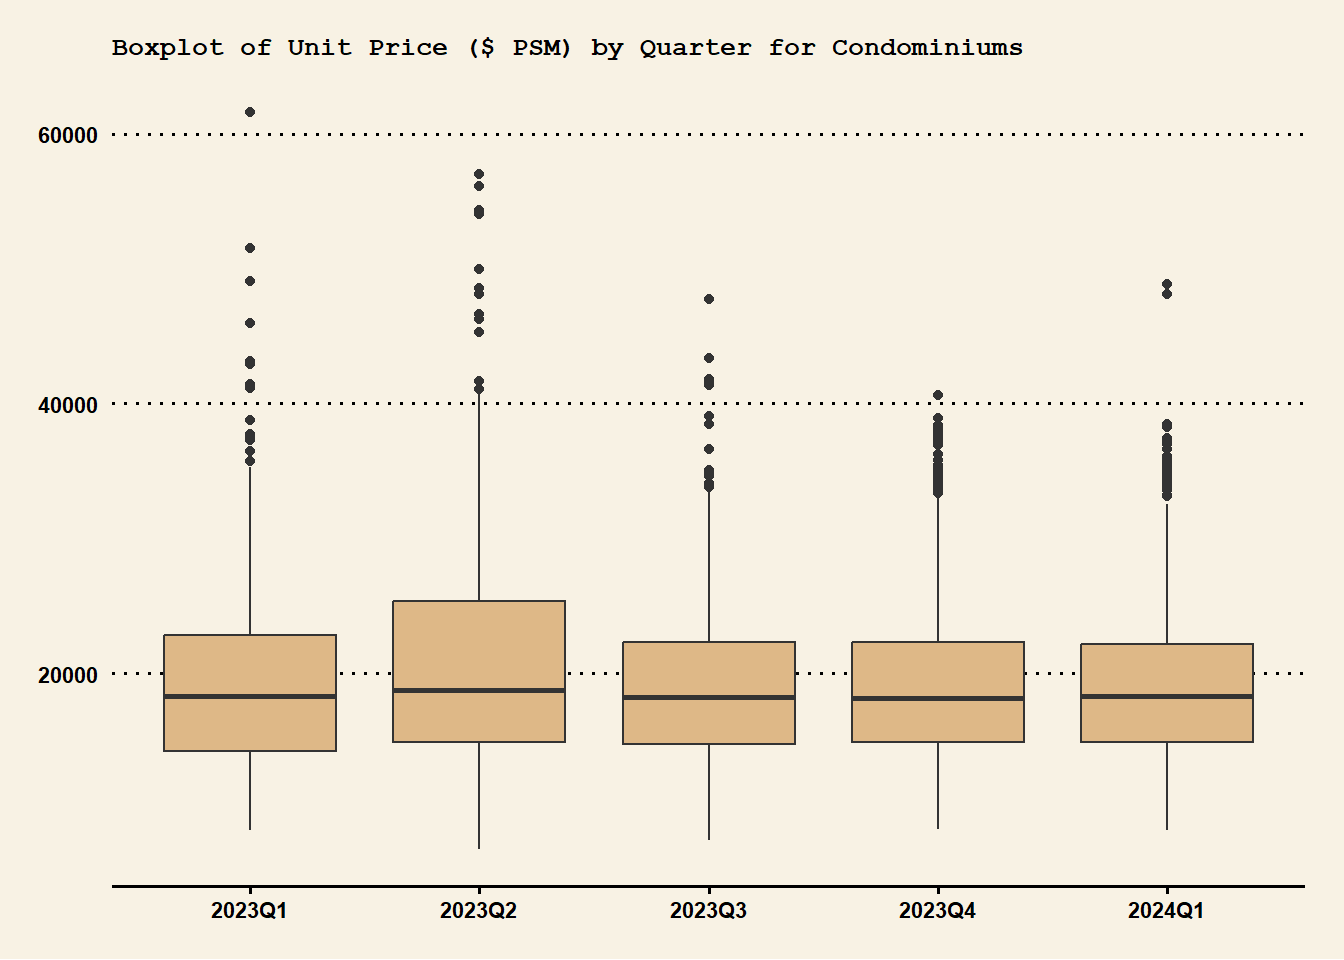 Boxplot of Unit Price ($ PSM) by Quarter for Condominiums
60000
40000
20000
2023Q1 2023Q2 2023Q3 2023Q4 2024Q1